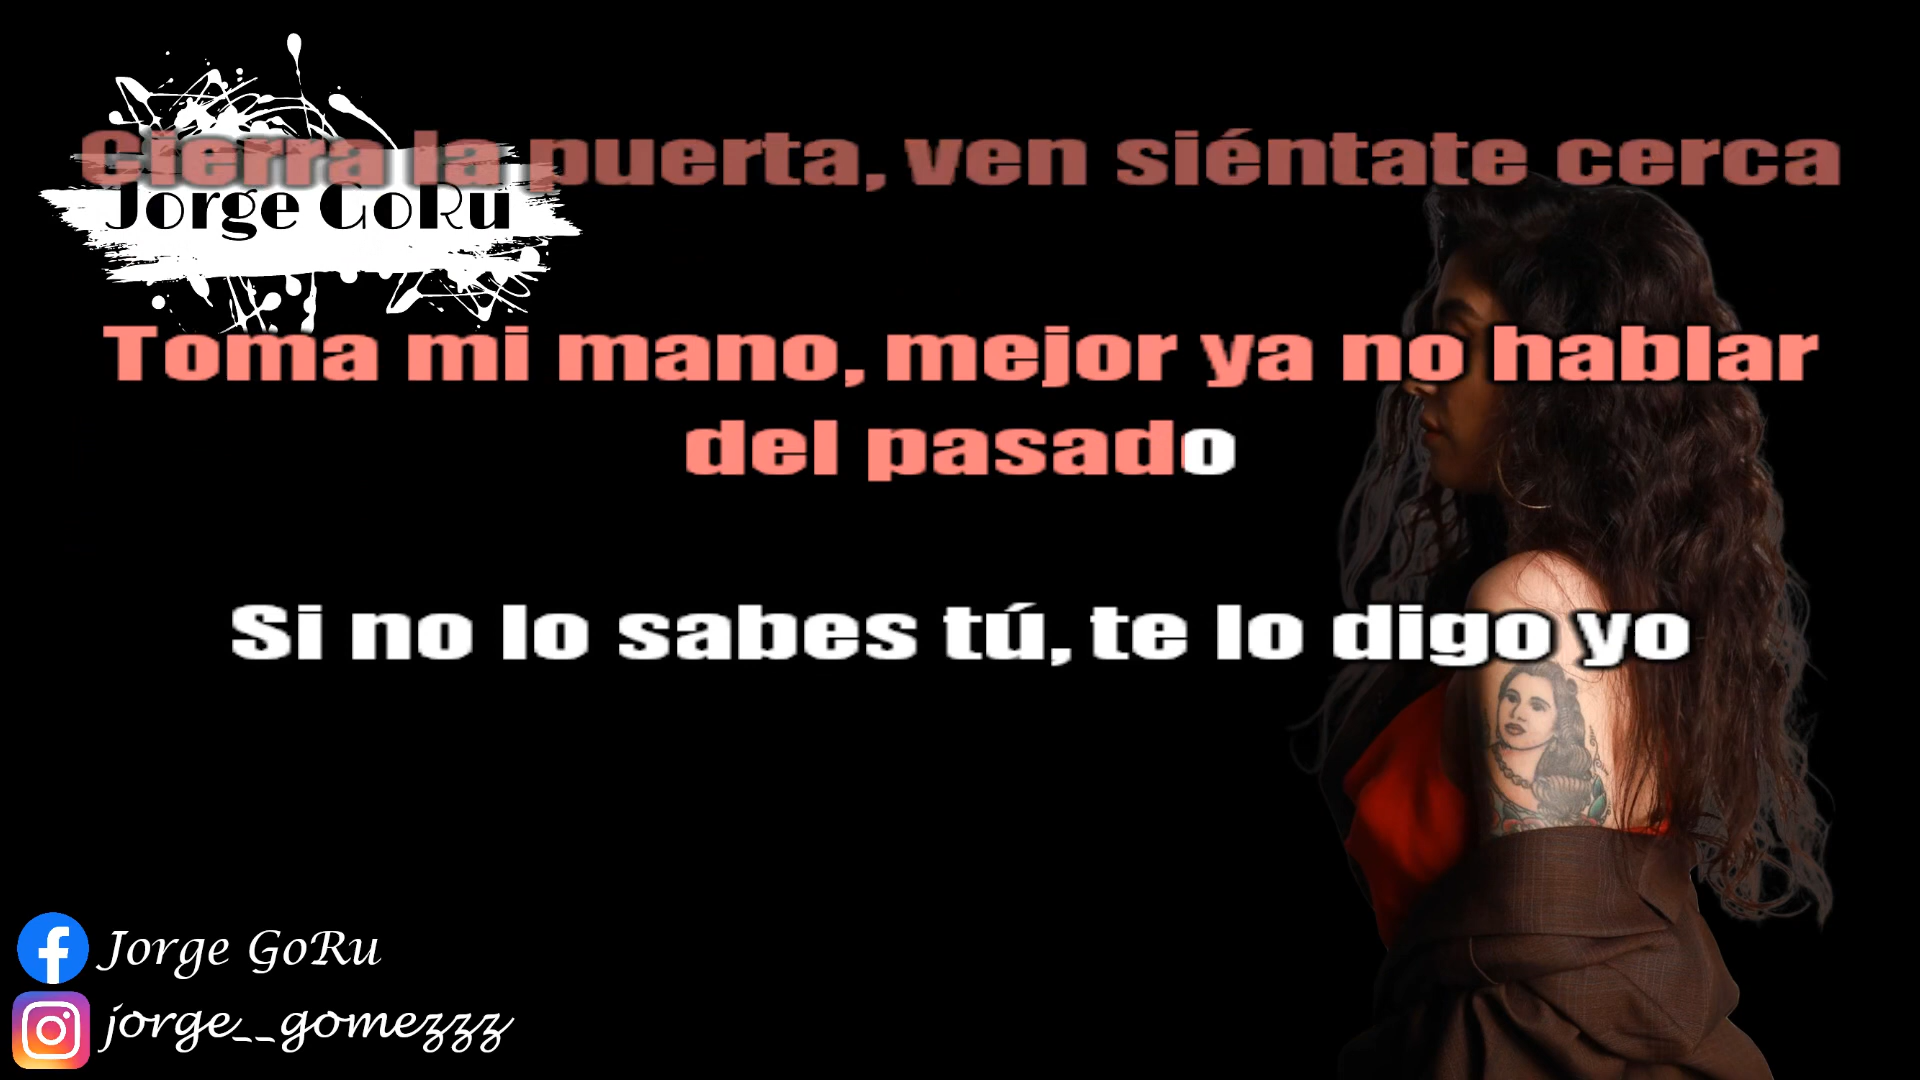 Cierra la puerta, ven siéntate cerca
Jorge GoRu
Toma mi mano, mejor ya no hablar
del pasado
Si no lo sabes tú, te lo digo yo
Jorge GoRu
jorge__gomezzz